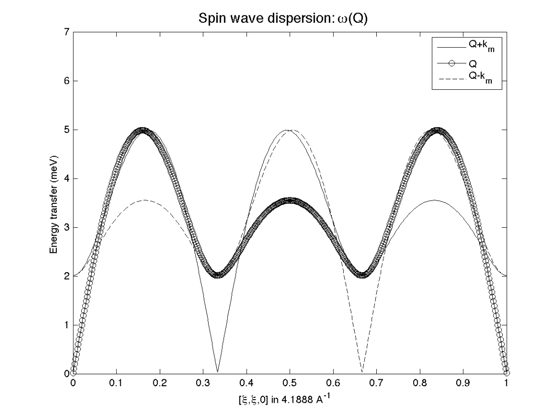 Spin wave dispersion: ω(Q)
7
6
5
4
3
2
1
0
Energy transfer (meV)
Q+k_m
Q
Q-k_m
0 0.1 0.2 0.3 0.4 0.5 0.6 0.7 0.8 0.9 1
[ξ,ξ,0] in 4.1888 A⁻¹